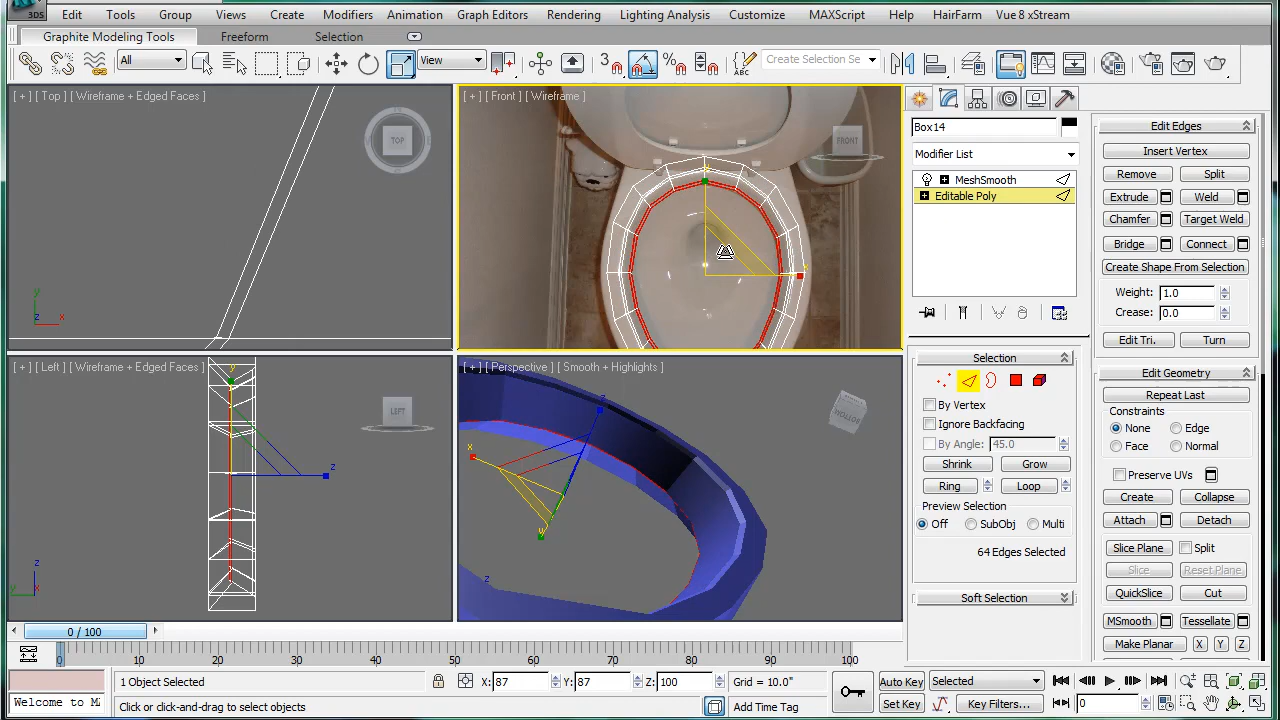 3DS Edit Tools Group Views Create Modifiers Animation Graph Editors Rendering Lighting Analysis Customize MAXScript Help HairFarm Vue 8 xStream
Graphite Modeling Tools Freeform Selection
All View 3 ABC Create Selection Se
[ + ] [ Top ] [ Wireframe + Edged Faces ]
TOP
y
z x
[ + ] [ Front ] [ Wireframe ]
FRONT
x
[ + ] [ Left ] [ Wireframe + Edged Faces ]
LEFT
y
z
z
y x
[ + ] [ Perspective ] [ Smooth + Highlights ]
BOTTOM
z
x
y
z
Box14
Modifier List
MeshSmooth
Editable Poly
Selection
By Vertex
Ignore Backfacing
By Angle: 45.0
Shrink Grow
Ring Loop
Preview Selection
Off SubObj Multi
64 Edges Selected
Soft Selection
Edit Edges
Insert Vertex
Remove Split
Extrude Weld
Chamfer Target Weld
Bridge Connect
Create Shape From Selection
Weight: 1.0
Crease: 0.0
Edit Tri. Turn
Edit Geometry
Repeat Last
Constraints
None Edge
Face Normal
Preserve UVs
Create Collapse
Attach Detach
Slice Plane Split
Slice Reset Plane
QuickSlice Cut
MSmooth Tessellate
Make Planar X Y Z
0 / 100
0 10 20 30 40 50 60 70 80 90 100
1 Object Selected X: 87 Y: 87 Z: 100 Grid = 10.0" Auto Key Selected
Welcome to M Click or click-and-drag to select objects Add Time Tag Set Key Key Filters... 0